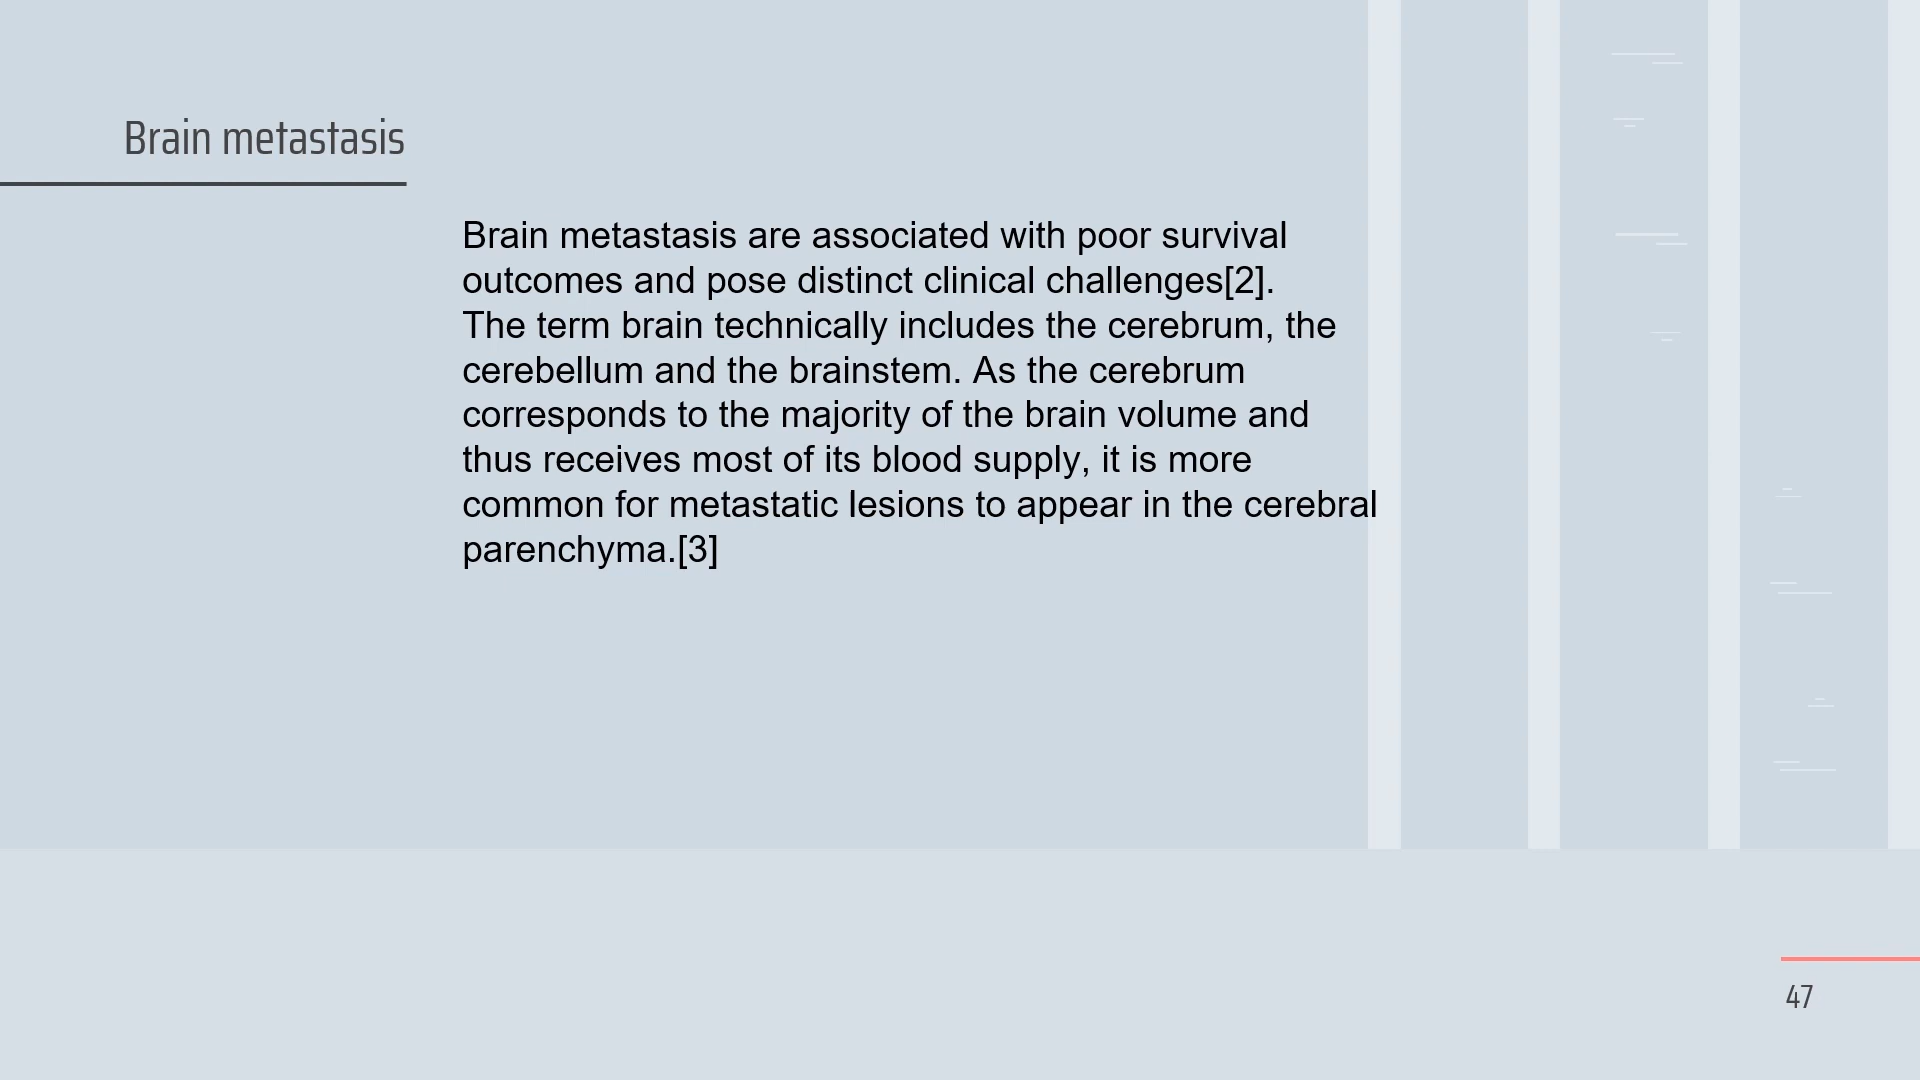 Brain metastasis
Brain metastasis are associated with poor survival
outcomes and pose distinct clinical challenges[2].
The term brain technically includes the cerebrum, the
cerebellum and the brainstem. As the cerebrum
corresponds to the majority of the brain volume and
thus receives most of its blood supply, it is more
common for metastatic lesions to appear in the cerebral
parenchyma.[3]
47